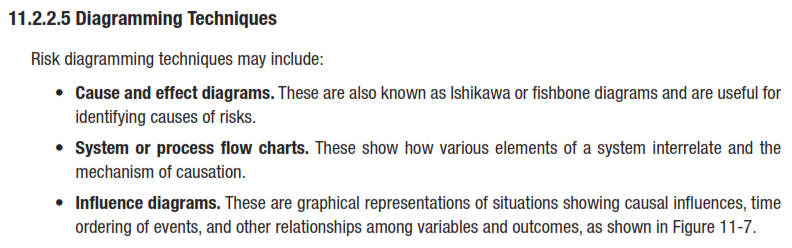 11.2.2.5 Diagramming Techniques
Risk diagramming techniques may include:
• Cause and effect diagrams. These are also known as Ishikawa or fishbone diagrams and are useful for
identifying causes of risks.
• System or process flow charts. These show how various elements of a system interrelate and the
mechanism of causation.
• Influence diagrams. These are graphical representations of situations showing causal influences, time
ordering of events, and other relationships among variables and outcomes, as shown in Figure 11-7.